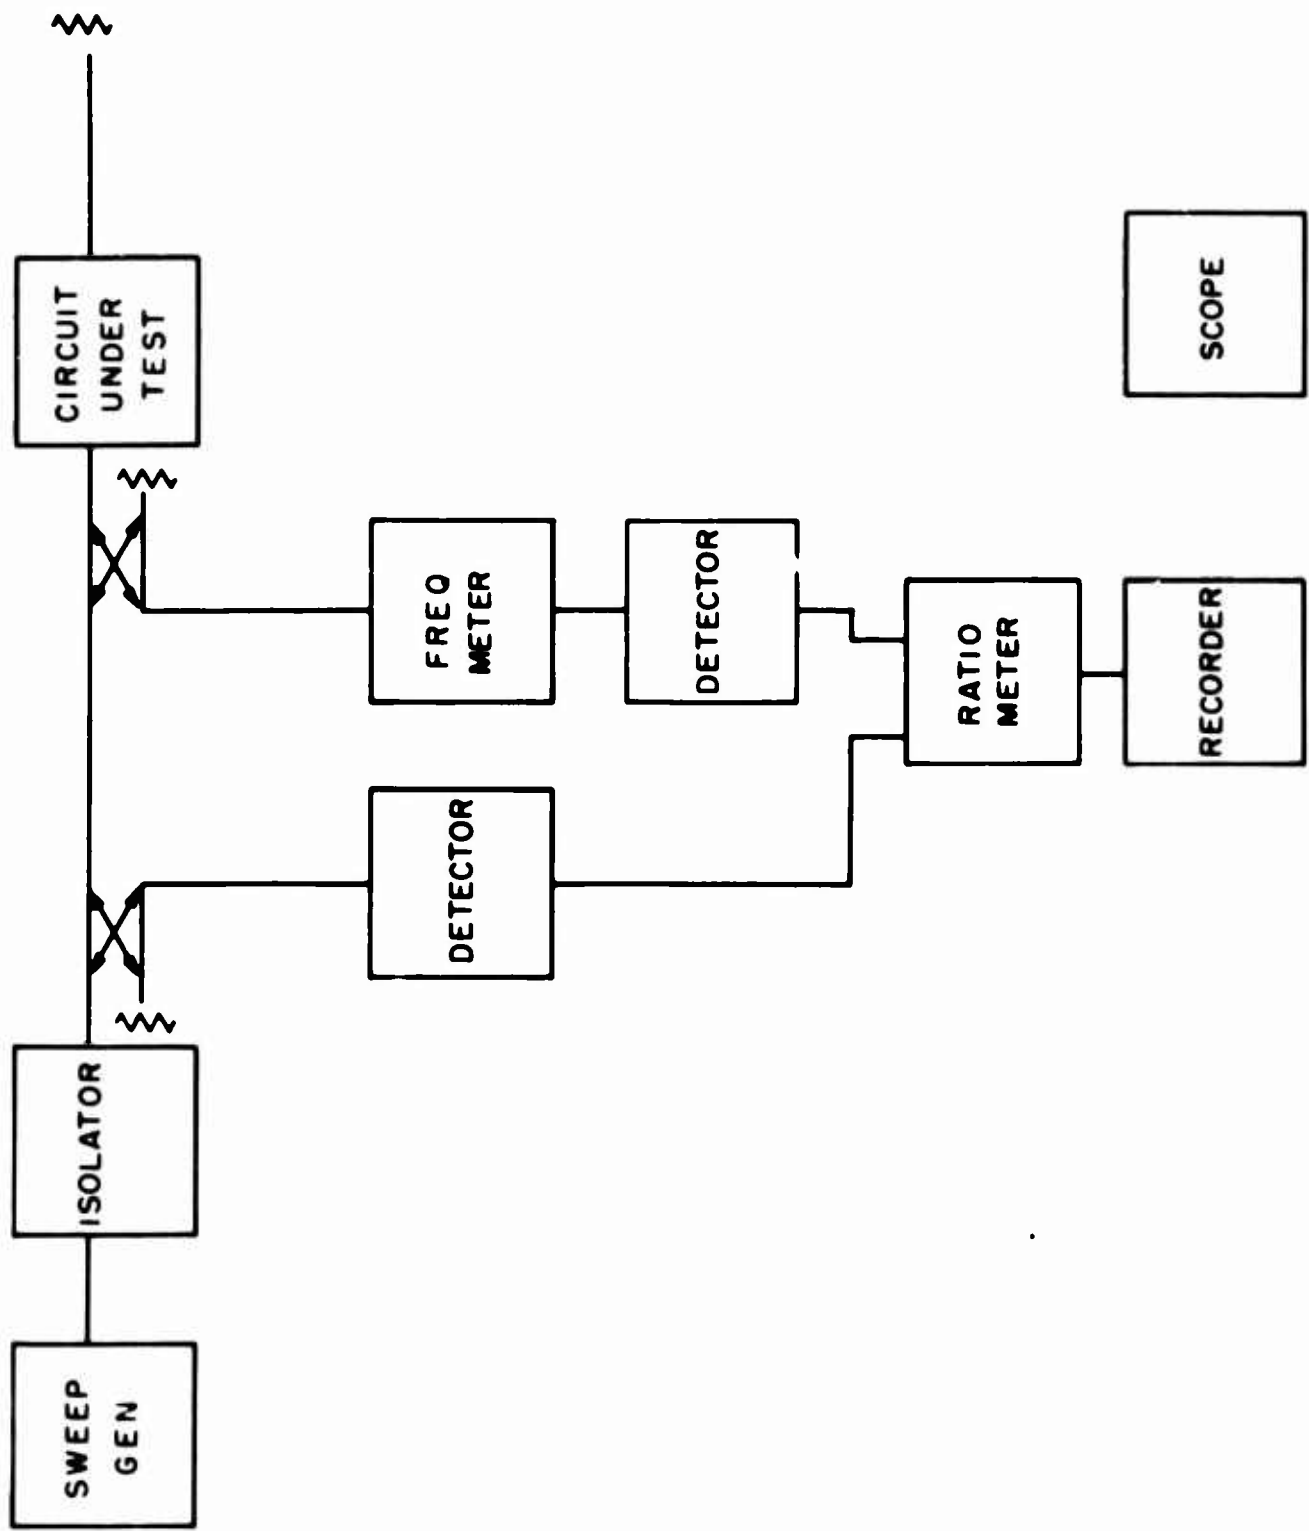 SWEEP
GEN
ISOLATOR
CIRCUIT
UNDER
TEST
DETECTOR
FREQ
METER
DETECTOR
RATIO
METER
RECORDER
SCOPE